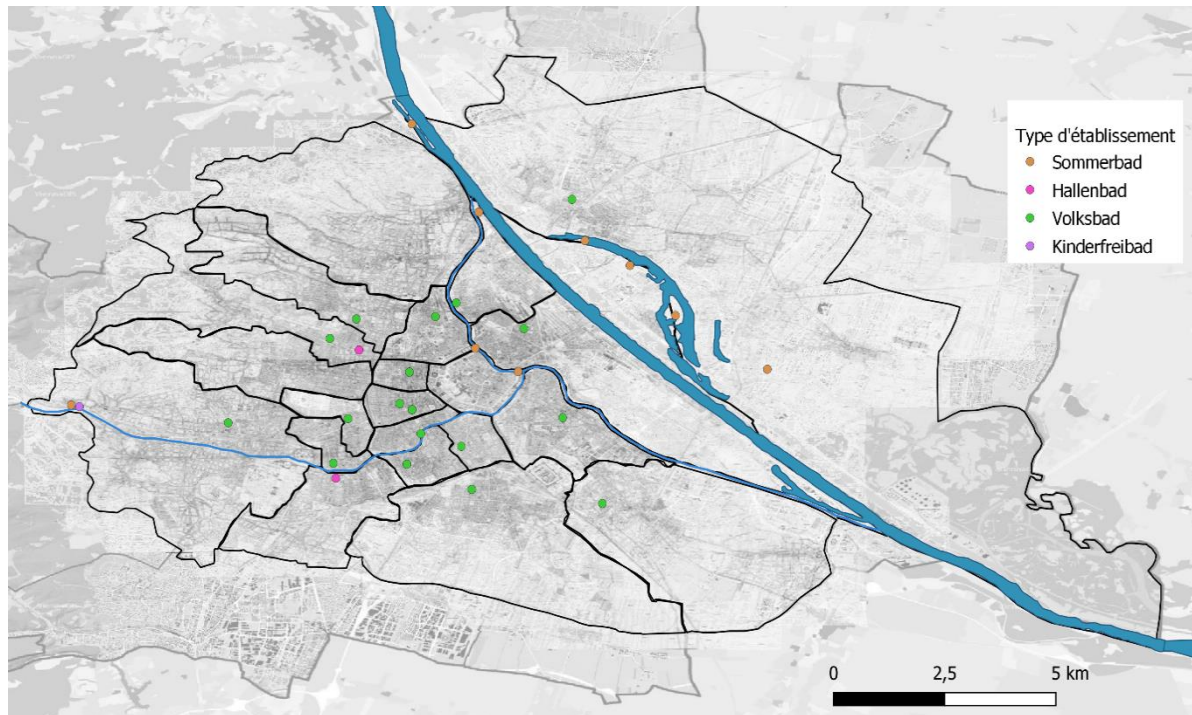 Type d'établissement
Sommerbad
Hallenbad
Volksbad
Kinderfreibad
0 2,5 5 km